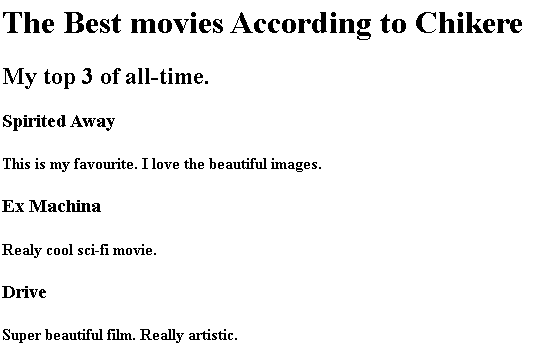 The Best movies According to Chikere
My top 3 of all-time.
Spirited Away
This is my favourite. I love the beautiful images.
Ex Machina
Realy cool sci-fi movie.
Drive
Super beautiful film. Really artistic.